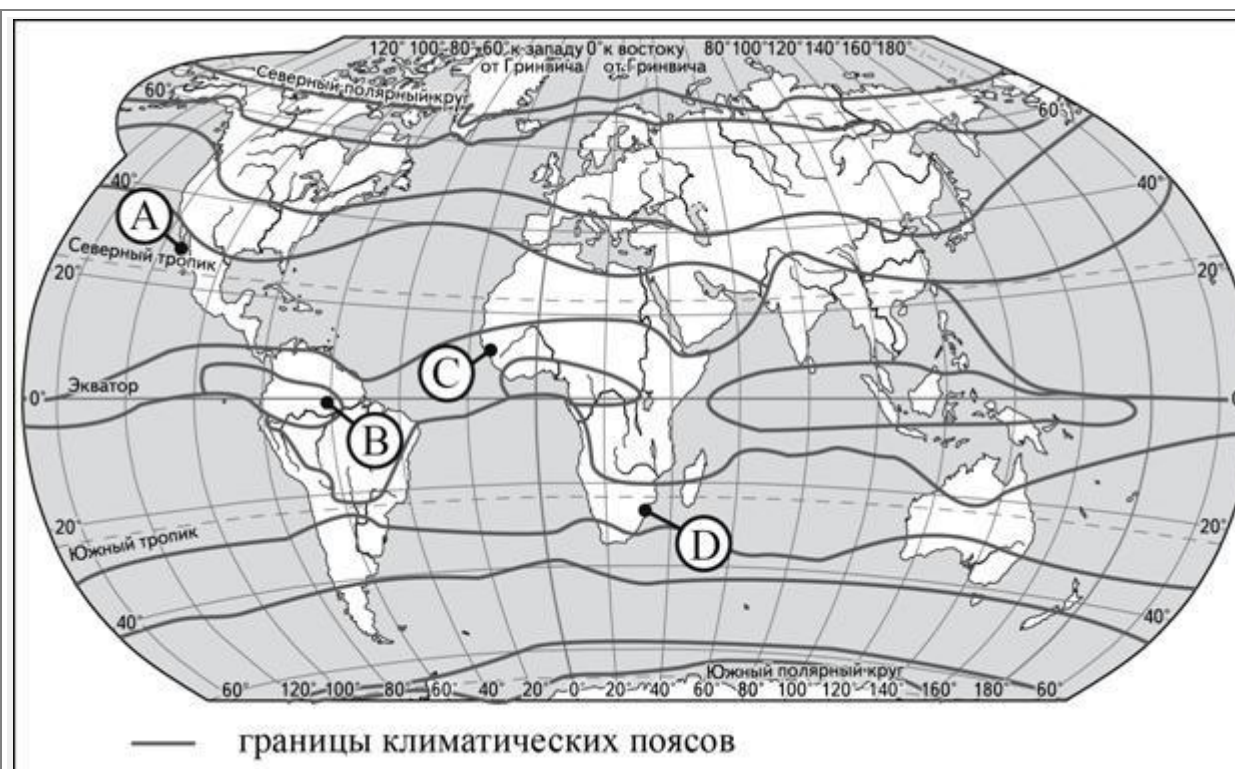 120° 100° 80° 60° к западу 0° к востоку 80° 100° 120° 140° 160° 180°
от Гринвича от Гринвича
Северный полярный круг
60°
60°
40°
40°
A
Северный тропик
20°
20°
C
Экватор
0°
B
D
20°
20°
Южный тропик
40°
40°
Южный полярный круг
60° 120° 100° 80° 60° 40° 20° 0° 20° 40° 60° 80° 100° 120° 140° 160° 180° 60°
границы климатических поясов